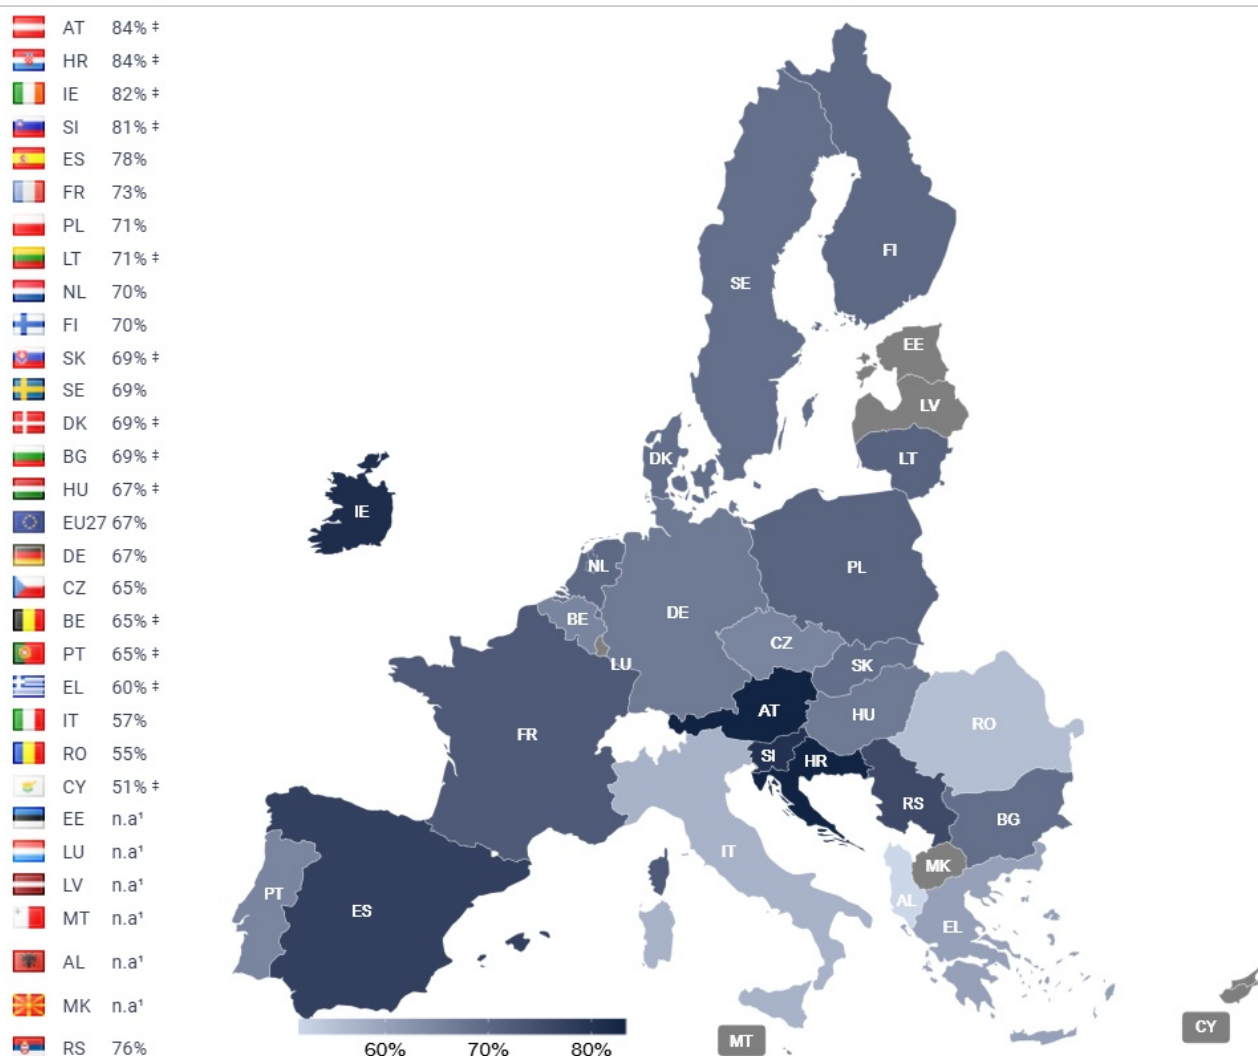 AT 84% ‡
HR 84% ‡
IE 82% ‡
SI 81% ‡
ES 78%
FR 73%
PL 71%
LT 71% ‡
NL 70%
FI 70%
SK 69% ‡
SE 69%
DK 69% ‡
BG 69% ‡
HU 67% ‡
EU27 67%
DE 67%
CZ 65%
BE 65% ‡
PT 65% ‡
EL 60% ‡
IT 57%
RO 55%
CY 51% ‡
EE n.a¹
LU n.a¹
LV n.a¹
MT n.a¹
AL n.a¹
MK n.a¹
RS 76%
FI
SE
EE
LV
LT
DK
IE
NL
PL
BE
DE
CZ
LU
SK
AT
HU
RO
FR
SI
HR
RS
BG
IT
MK
PT
AL
ES
EL
CY
MT
60% 70% 80%